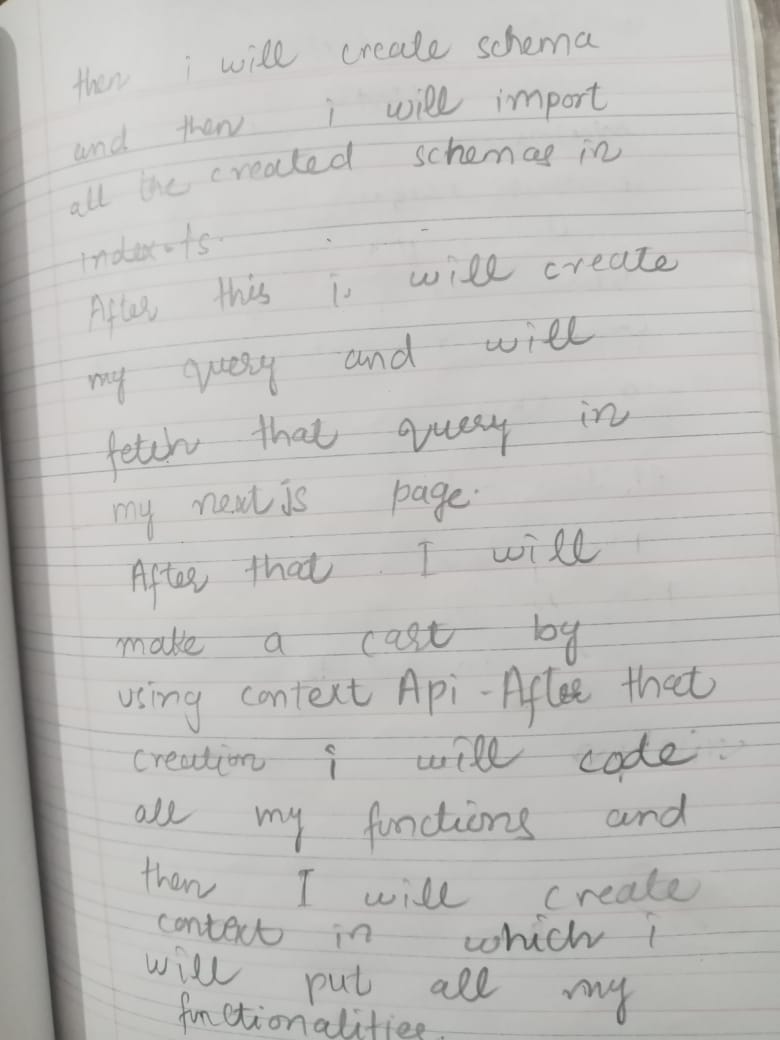 then i will create schema
and then i will import
all the created schemas in
index.ts.
After this i will create
my query and will
fetch that query in
my next js page.
After that I will
make a cart by
using context Api - After that
creation i will code
all my functions and
then I will create
context in which i
will put all my
functionalities.